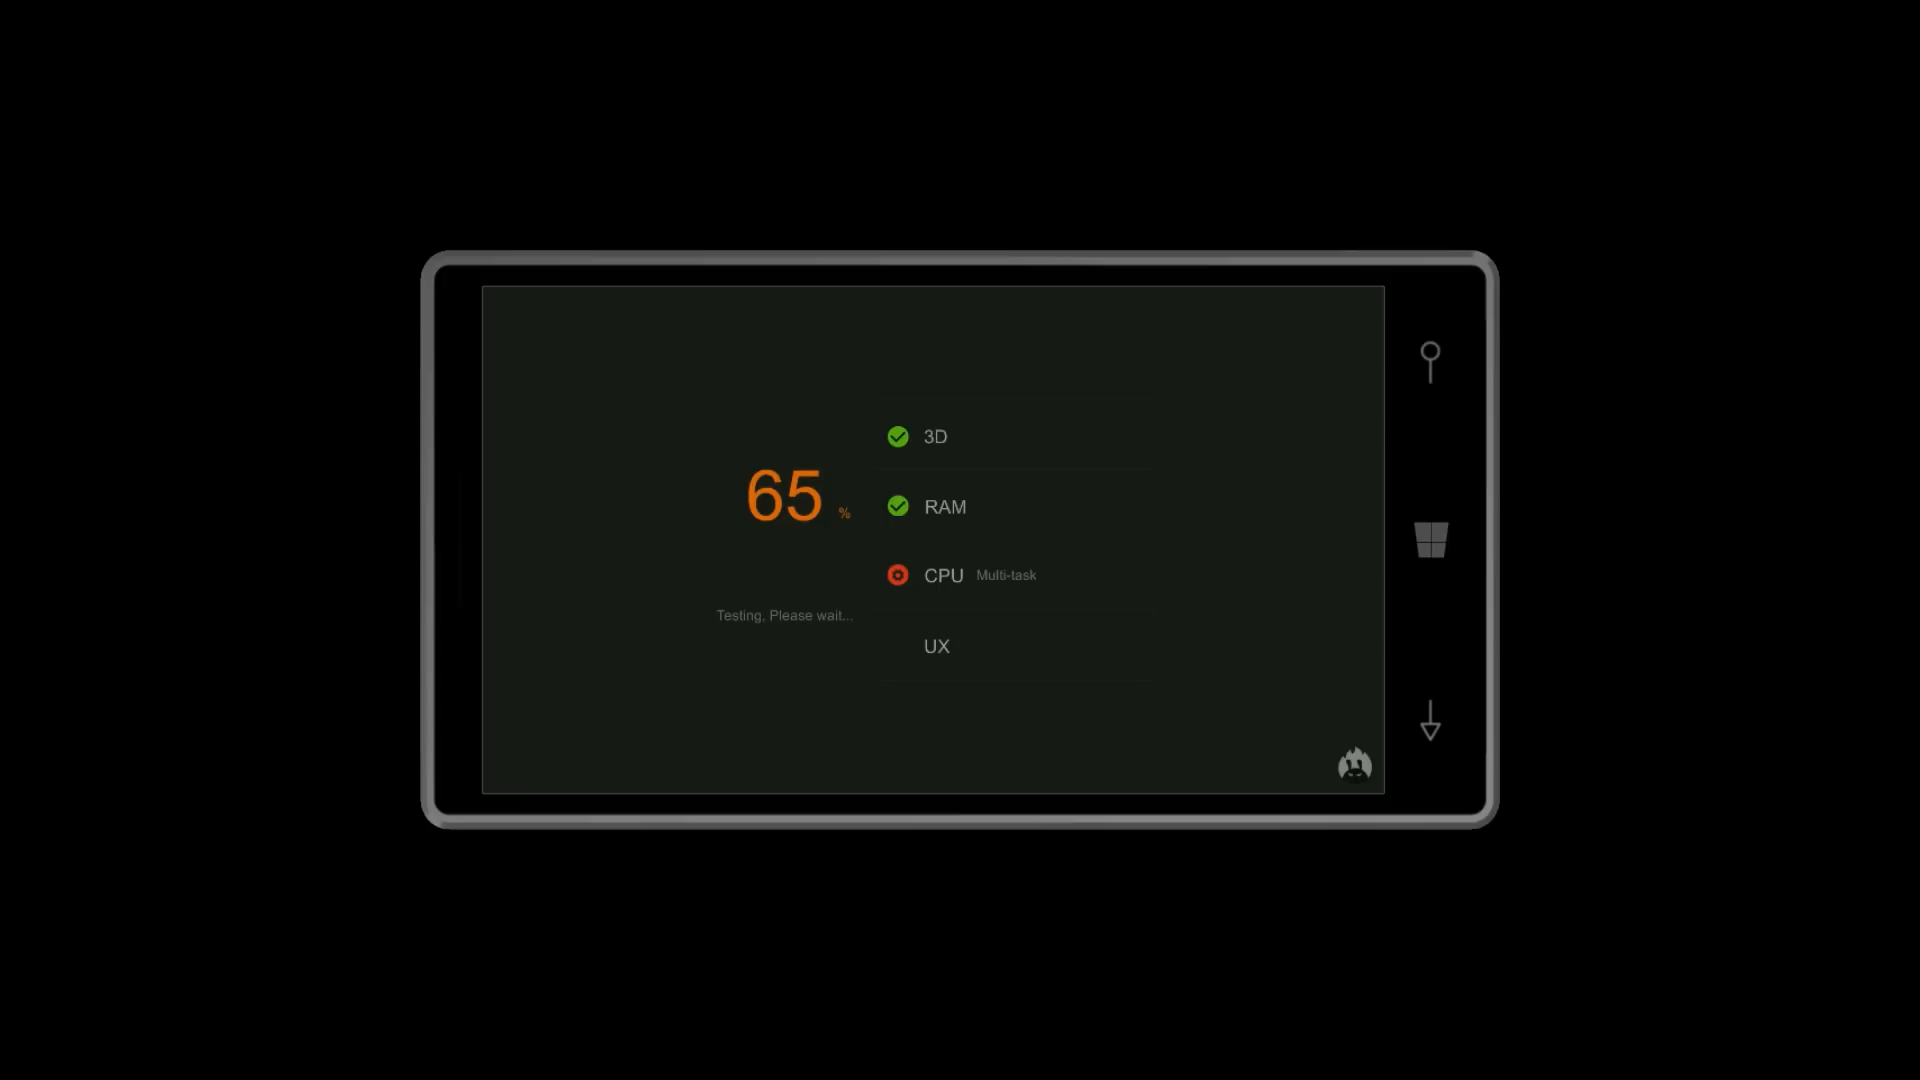 65 %
Testing, Please wait...
3D
RAM
CPU Multi-task
UX